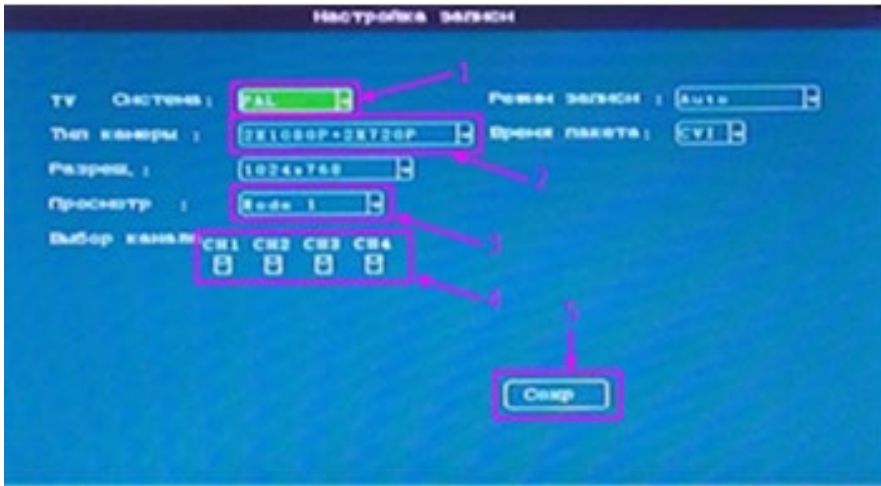 Настройка записи
1
TV Система: PAL Режим записи : Auto
Тип камеры : 2X1080P+2X720P Время пакета: CVI
2
Разреш. : 1024x768
Просмотр : Mode 1
3
Выбор канала
CH1 CH2 CH3 CH4
4
5
Сохр